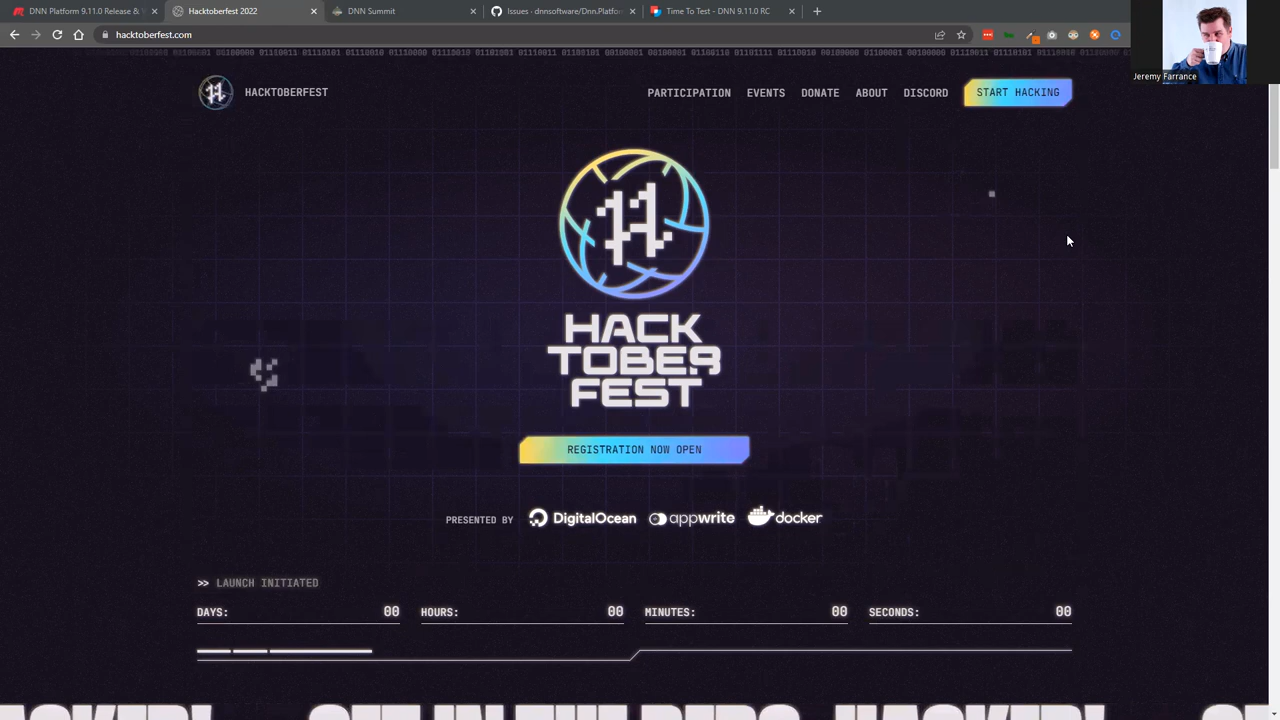 DNN Platform 9.11.0 Release &
Hacktoberfest 2022
DNN Summit
Issues · dnnsoftware/Dnn.Platfor
Time To Test - DNN 9.11.0 RC
hacktoberfest.com
Jeremy Farrance
HACKTOBERFEST
PARTICIPATION
EVENTS
DONATE
ABOUT
DISCORD
START HACKING
HACK
TOBER
FEST
REGISTRATION NOW OPEN
PRESENTED BY
DigitalOcean
appwrite
docker
>> LAUNCH INITIATED
DAYS: 00
HOURS: 00
MINUTES: 00
SECONDS: 00